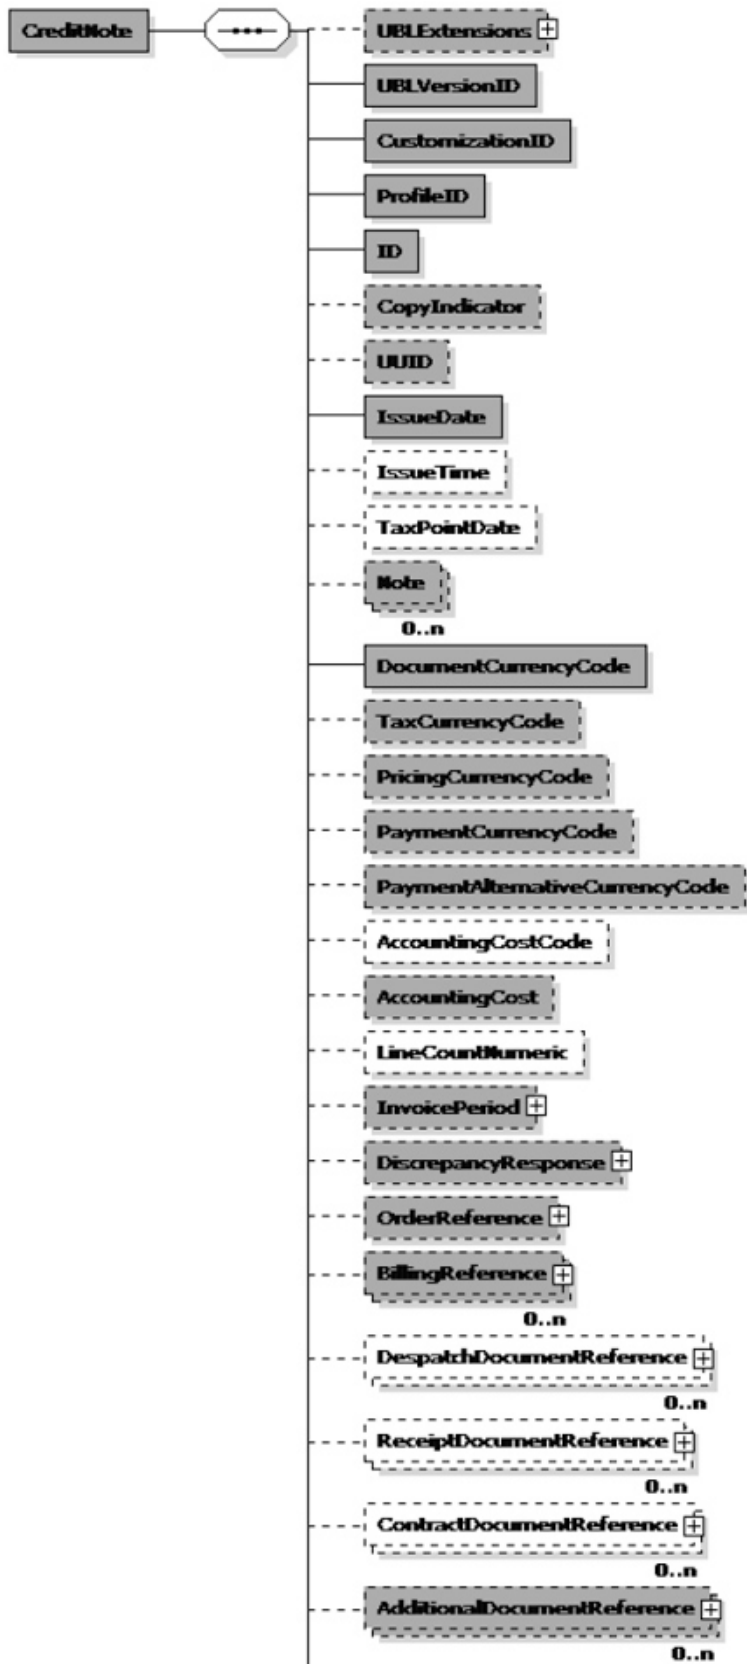 CreditNote
UBLExtensions
UBLVersionID
CustomizationID
ProfileID
ID
CopyIndicator
UUID
IssueDate
IssueTime
TaxPointDate
Note
0..n
DocumentCurrencyCode
TaxCurrencyCode
PricingCurrencyCode
PaymentCurrencyCode
PaymentAlternativeCurrencyCode
AccountingCostCode
AccountingCost
LineCountNumeric
InvoicePeriod
DiscrepancyResponse
OrderReference
BillingReference
0..n
DespatchDocumentReference
0..n
ReceiptDocumentReference
0..n
ContractDocumentReference
0..n
AdditionalDocumentReference
0..n